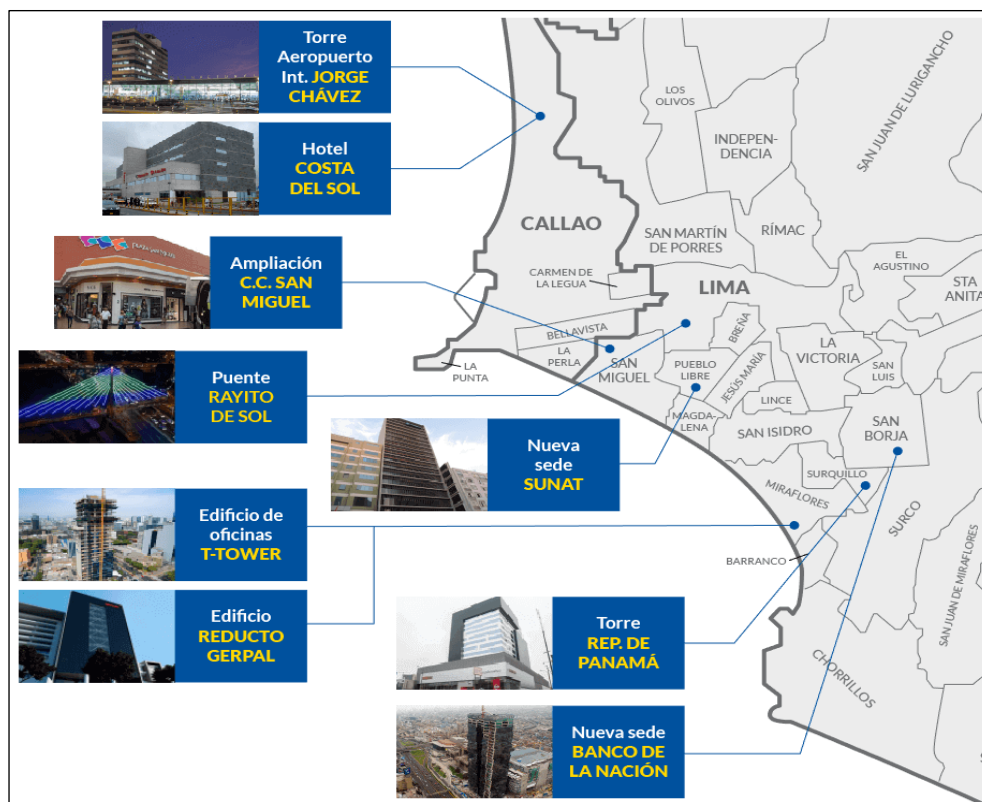 Torre
Aeropuerto
Int. JORGE
CHÁVEZ
Hotel
COSTA
DEL SOL
Ampliación
C.C. SAN
MIGUEL
Puente
RAYITO
DE SOL
Nueva
sede
SUNAT
Edificio de
oficinas
T-TOWER
Edificio
REDUCTO
GERPAL
Torre
REP. DE
PANAMÁ
Nueva sede
BANCO DE
LA NACIÓN
LOS
OLIVOS
INDEPEN-
DENCIA
SAN JUAN DE LURIGANCHO
CALLAO
SAN MARTÍN
DE PORRES
RÍMAC
CARMEN DE
LA LEGUA
LIMA
EL
AGUSTINO
STA
ANITA
BELLAVISTA
LA
PERLA
LA
PUNTA
SAN
MIGUEL
BREÑA
PUEBLO
LIBRE
JESÚS MARÍA
LA
VICTORIA
SAN
LUIS
MAGDA-
LENA
LINCE
SAN ISIDRO
SAN
BORJA
SURQUILLO
MIRAFLORES
SURCO
BARRANCO
SAN JUAN DE MIRAFLORES
CHORRILLOS